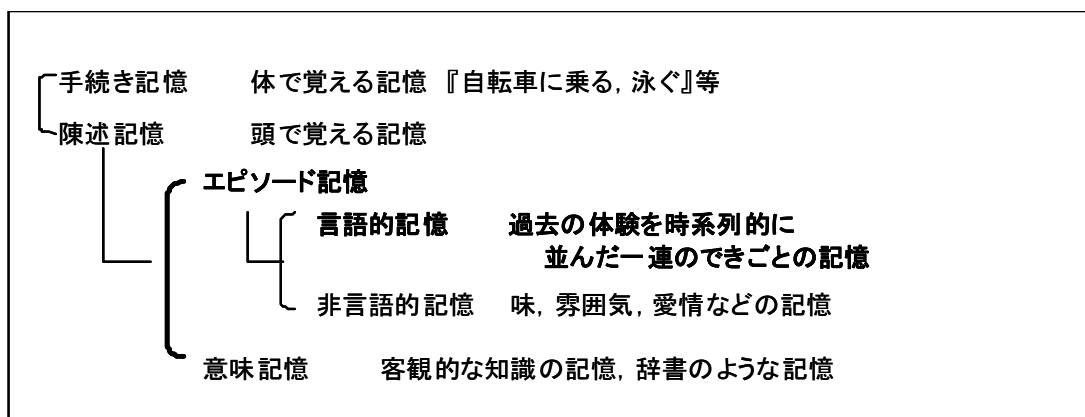 手続き記憶 体で覚える記憶 『自転車に乗る, 泳ぐ』等
陳述記憶 頭で覚える記憶
エピソード記憶
言語的記憶 過去の体験を時系列的に
並んだ一連のできごとの記憶
非言語的記憶 味, 雰囲気, 愛情などの記憶
意味記憶 客観的な知識の記憶, 辞書のような記憶